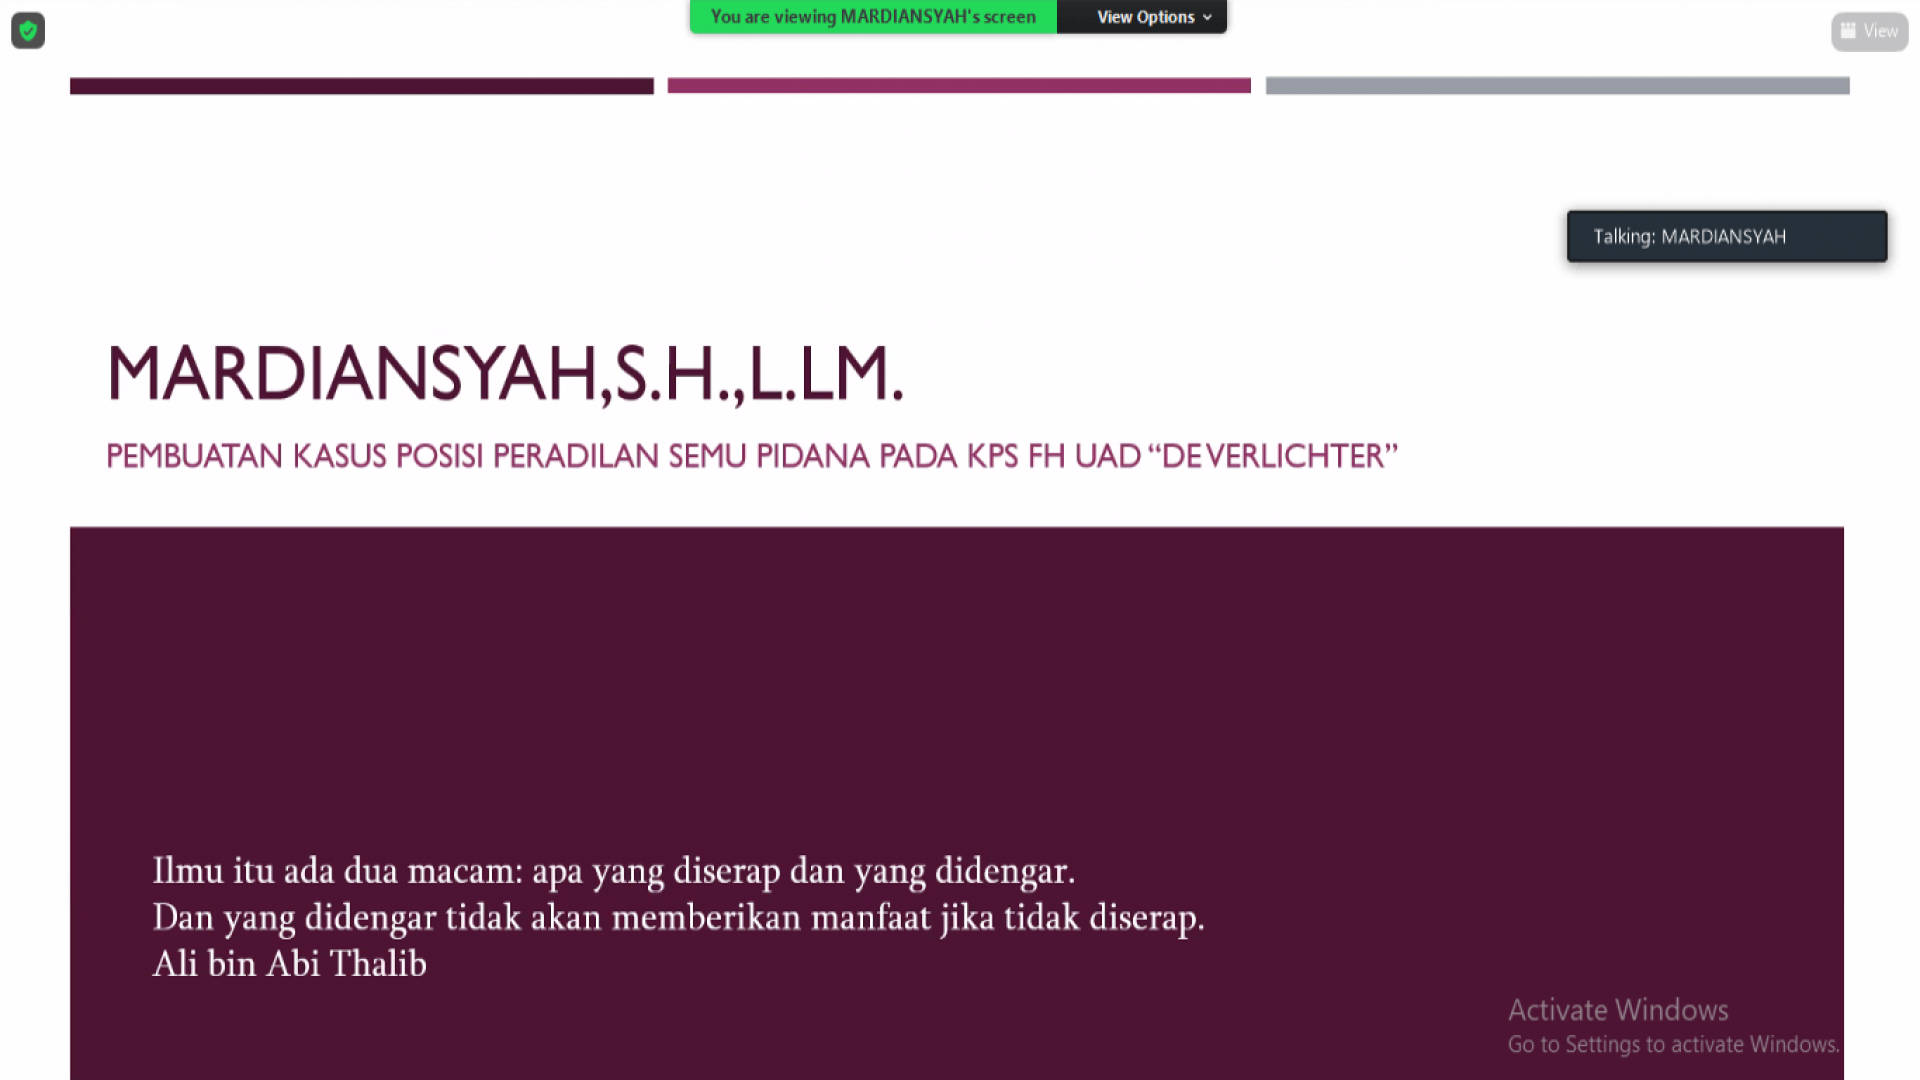 You are viewing MARDIANSYAH's screen
View Options
View
Talking: MARDIANSYAH
MARDIANSYAH,S.H.,L.LM.
PEMBUATAN KASUS POSISI PERADILAN SEMU PIDANA PADA KPS FH UAD “DE VERLICHTER”
Ilmu itu ada dua macam: apa yang diserap dan yang didengar.
Dan yang didengar tidak akan memberikan manfaat jika tidak diserap.
Ali bin Abi Thalib
Activate Windows
Go to Settings to activate Windows.